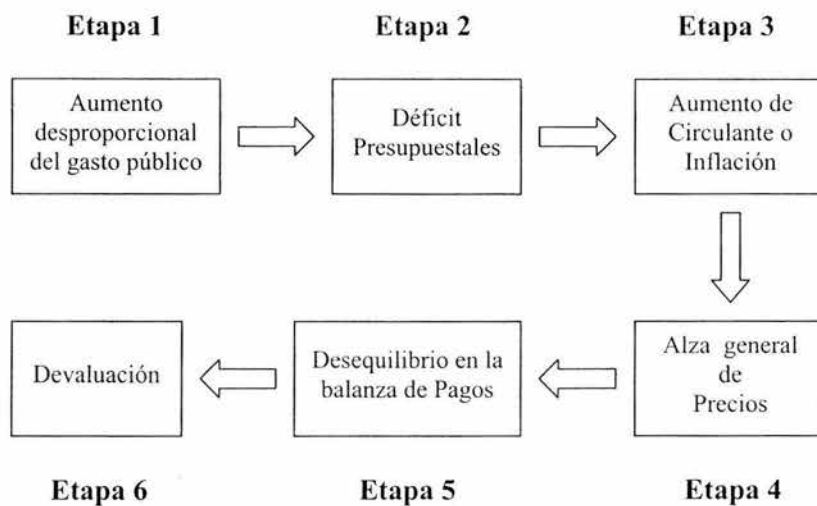 Etapa 1
Etapa 2
Etapa 3
Aumento
desproporcional
del gasto público
Déficit
Presupuestales
Aumento de
Circulante o
Inflación
Devaluación
Desequilibrio en la
balanza de Pagos
Alza general
de
Precios
Etapa 6
Etapa 5
Etapa 4